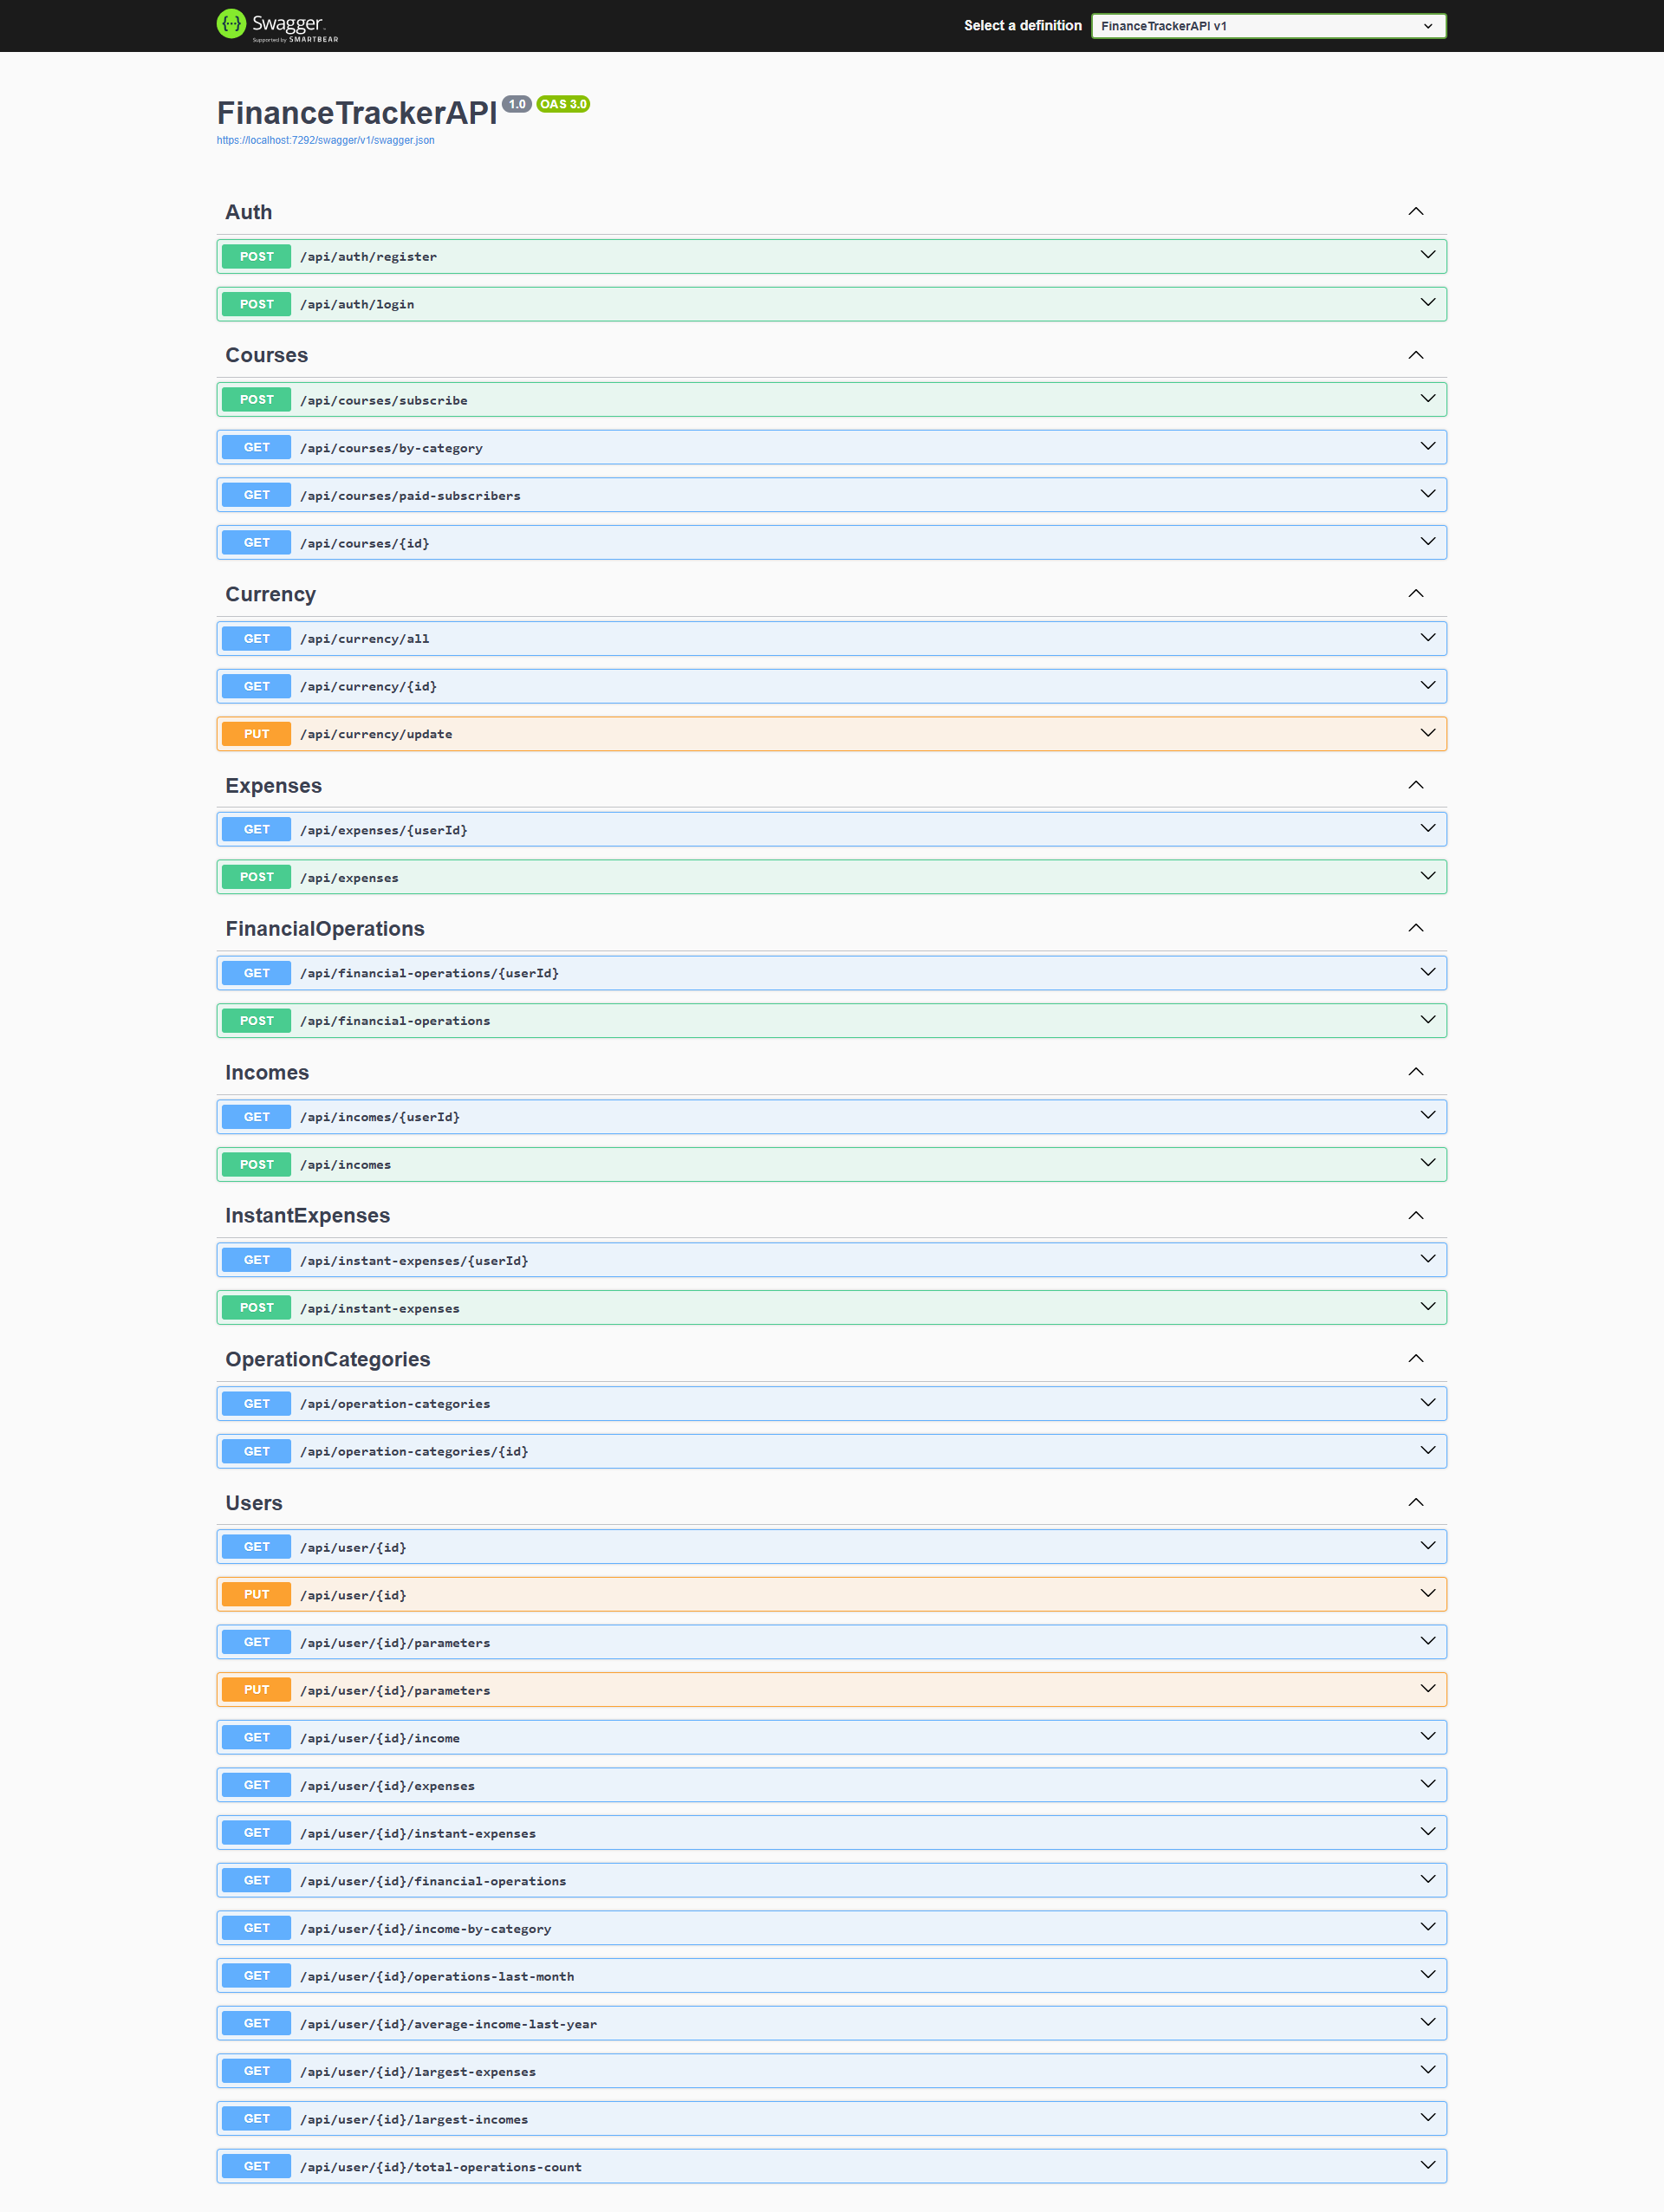 Swagger.
Supported by SMARTBEAR
Select a definition
FinanceTrackerAPI v1
FinanceTrackerAPI 1.0 OAS 3.0
https://localhost:7292/swagger/v1/swagger.json
Auth
POST /api/auth/register
POST /api/auth/login
Courses
POST /api/courses/subscribe
GET /api/courses/by-category
GET /api/courses/paid-subscribers
GET /api/courses/{id}
Currency
GET /api/currency/all
GET /api/currency/{id}
PUT /api/currency/update
Expenses
GET /api/expenses/{userId}
POST /api/expenses
FinancialOperations
GET /api/financial-operations/{userId}
POST /api/financial-operations
Incomes
GET /api/incomes/{userId}
POST /api/incomes
InstantExpenses
GET /api/instant-expenses/{userId}
POST /api/instant-expenses
OperationCategories
GET /api/operation-categories
GET /api/operation-categories/{id}
Users
GET /api/user/{id}
PUT /api/user/{id}
GET /api/user/{id}/parameters
PUT /api/user/{id}/parameters
GET /api/user/{id}/income
GET /api/user/{id}/expenses
GET /api/user/{id}/instant-expenses
GET /api/user/{id}/financial-operations
GET /api/user/{id}/income-by-category
GET /api/user/{id}/operations-last-month
GET /api/user/{id}/average-income-last-year
GET /api/user/{id}/largest-expenses
GET /api/user/{id}/largest-incomes
GET /api/user/{id}/total-operations-count